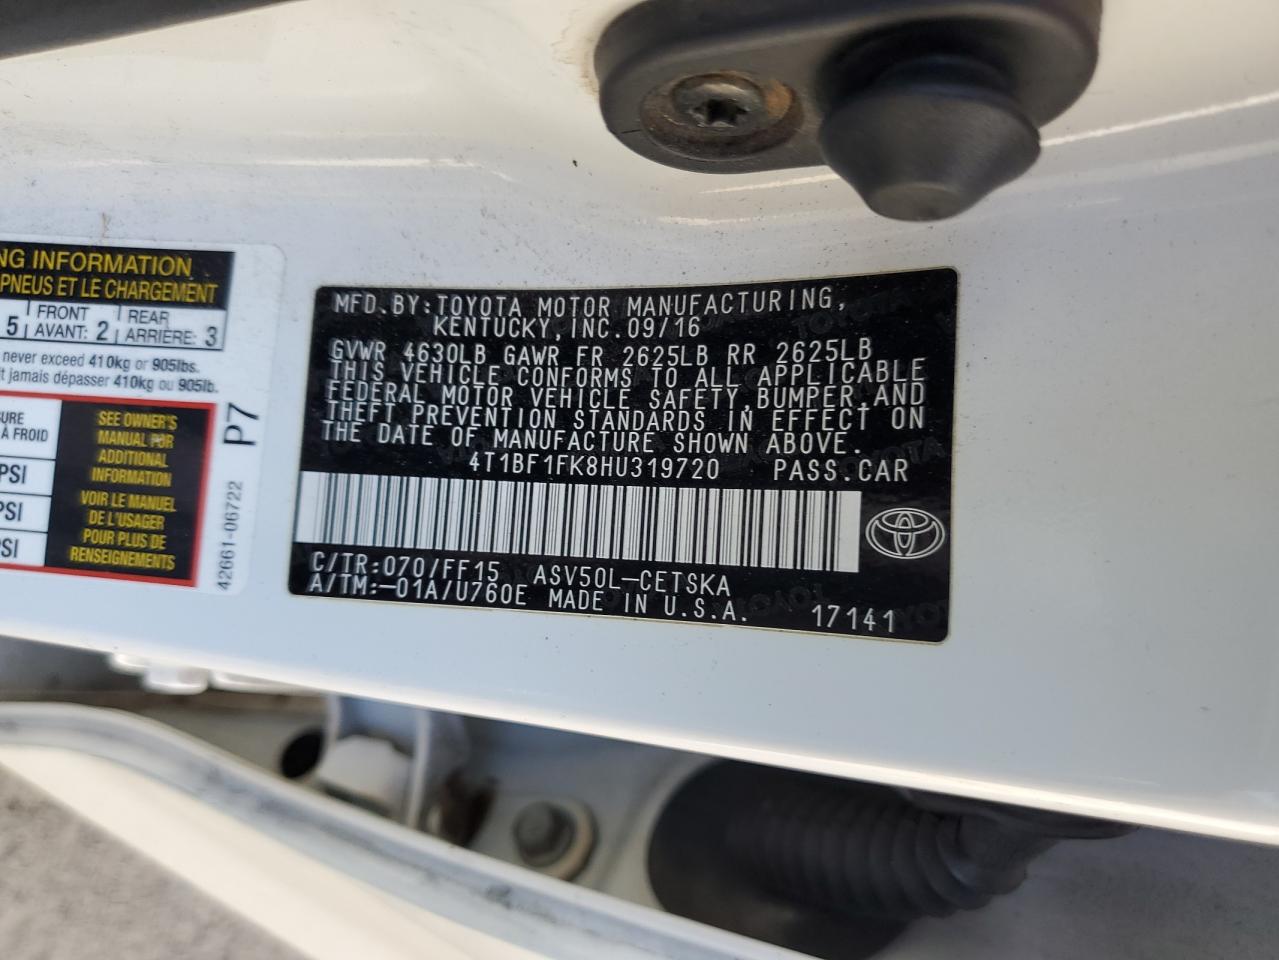 NG INFORMATION
PNEUS ET LE CHARGEMENT
5 FRONT AVANT: 2 REAR ARRIÈRE: 3
never exceed 410kg or 905lbs.
t jamais dépasser 410kg ou 905lb.
À FROID
PSI
PSI
PSI
SEE OWNER'S
MANUAL FOR
ADDITIONAL
INFORMATION
VOIR LE MANUEL
DE L'USAGER
POUR PLUS DE
RENSEIGNEMENTS
42661-06722 P7
MFD.BY:TOYOTA MOTOR MANUFACTURING,
KENTUCKY,INC.09/16
GVWR 4630LB GAWR FR 2625LB RR 2625LB
THIS VEHICLE CONFORMS TO ALL APPLICABLE
FEDERAL MOTOR VEHICLE SAFETY,BUMPER,AND
THEFT PREVENTION STANDARDS IN EFFECT ON
THE DATE OF MANUFACTURE SHOWN ABOVE.
4T1BF1FK8HU319720 PASS.CAR
C/TR:070/FF15 ASV50L-CETSKA
A/TM:-01A/U760E MADE IN U.S.A. 17141